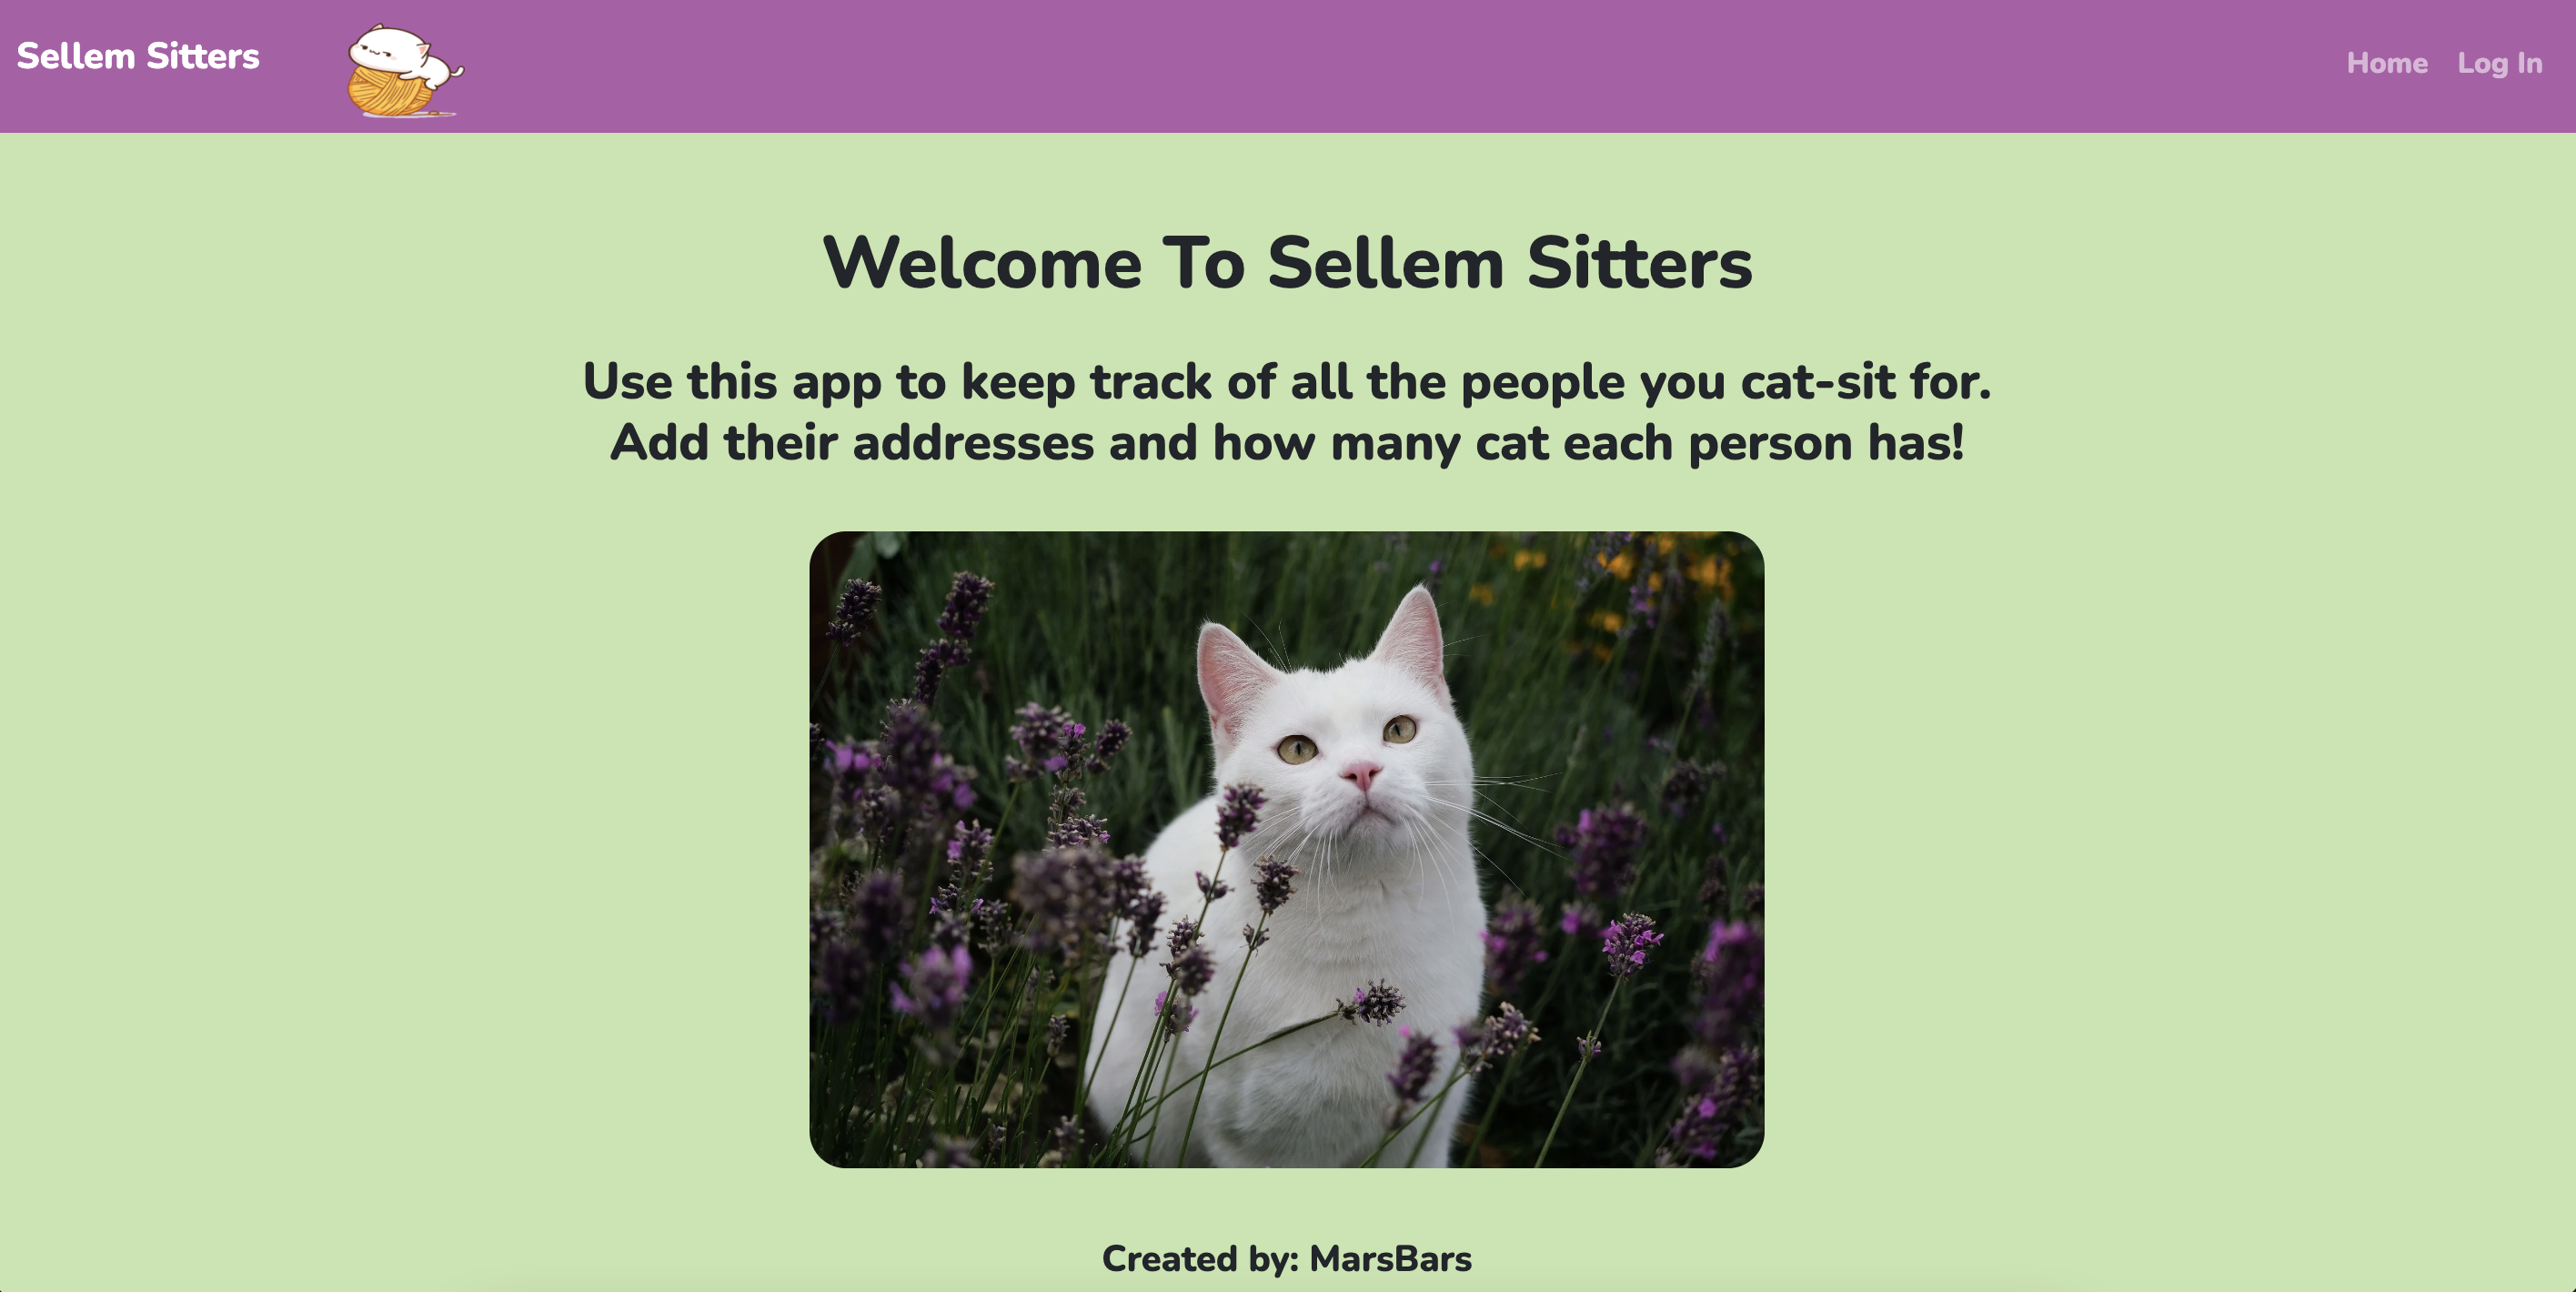 Sellem Sitters
Home Log In
Welcome To Sellem Sitters
Use this app to keep track of all the people you cat-sit for.
Add their addresses and how many cat each person has!
Created by: MarsBars